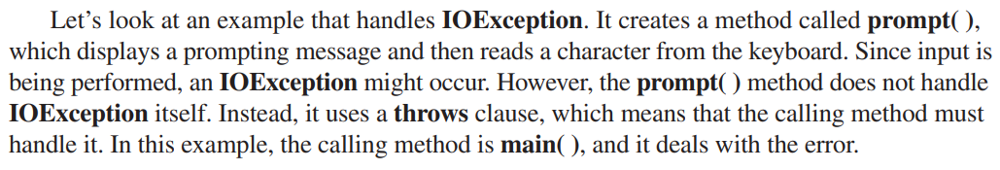 Let's look at an example that handles IOException. It creates a method called prompt( ),
which displays a prompting message and then reads a character from the keyboard. Since input is
being performed, an IOException might occur. However, the prompt( ) method does not handle
IOException itself. Instead, it uses a throws clause, which means that the calling method must
handle it. In this example, the calling method is main( ), and it deals with the error.